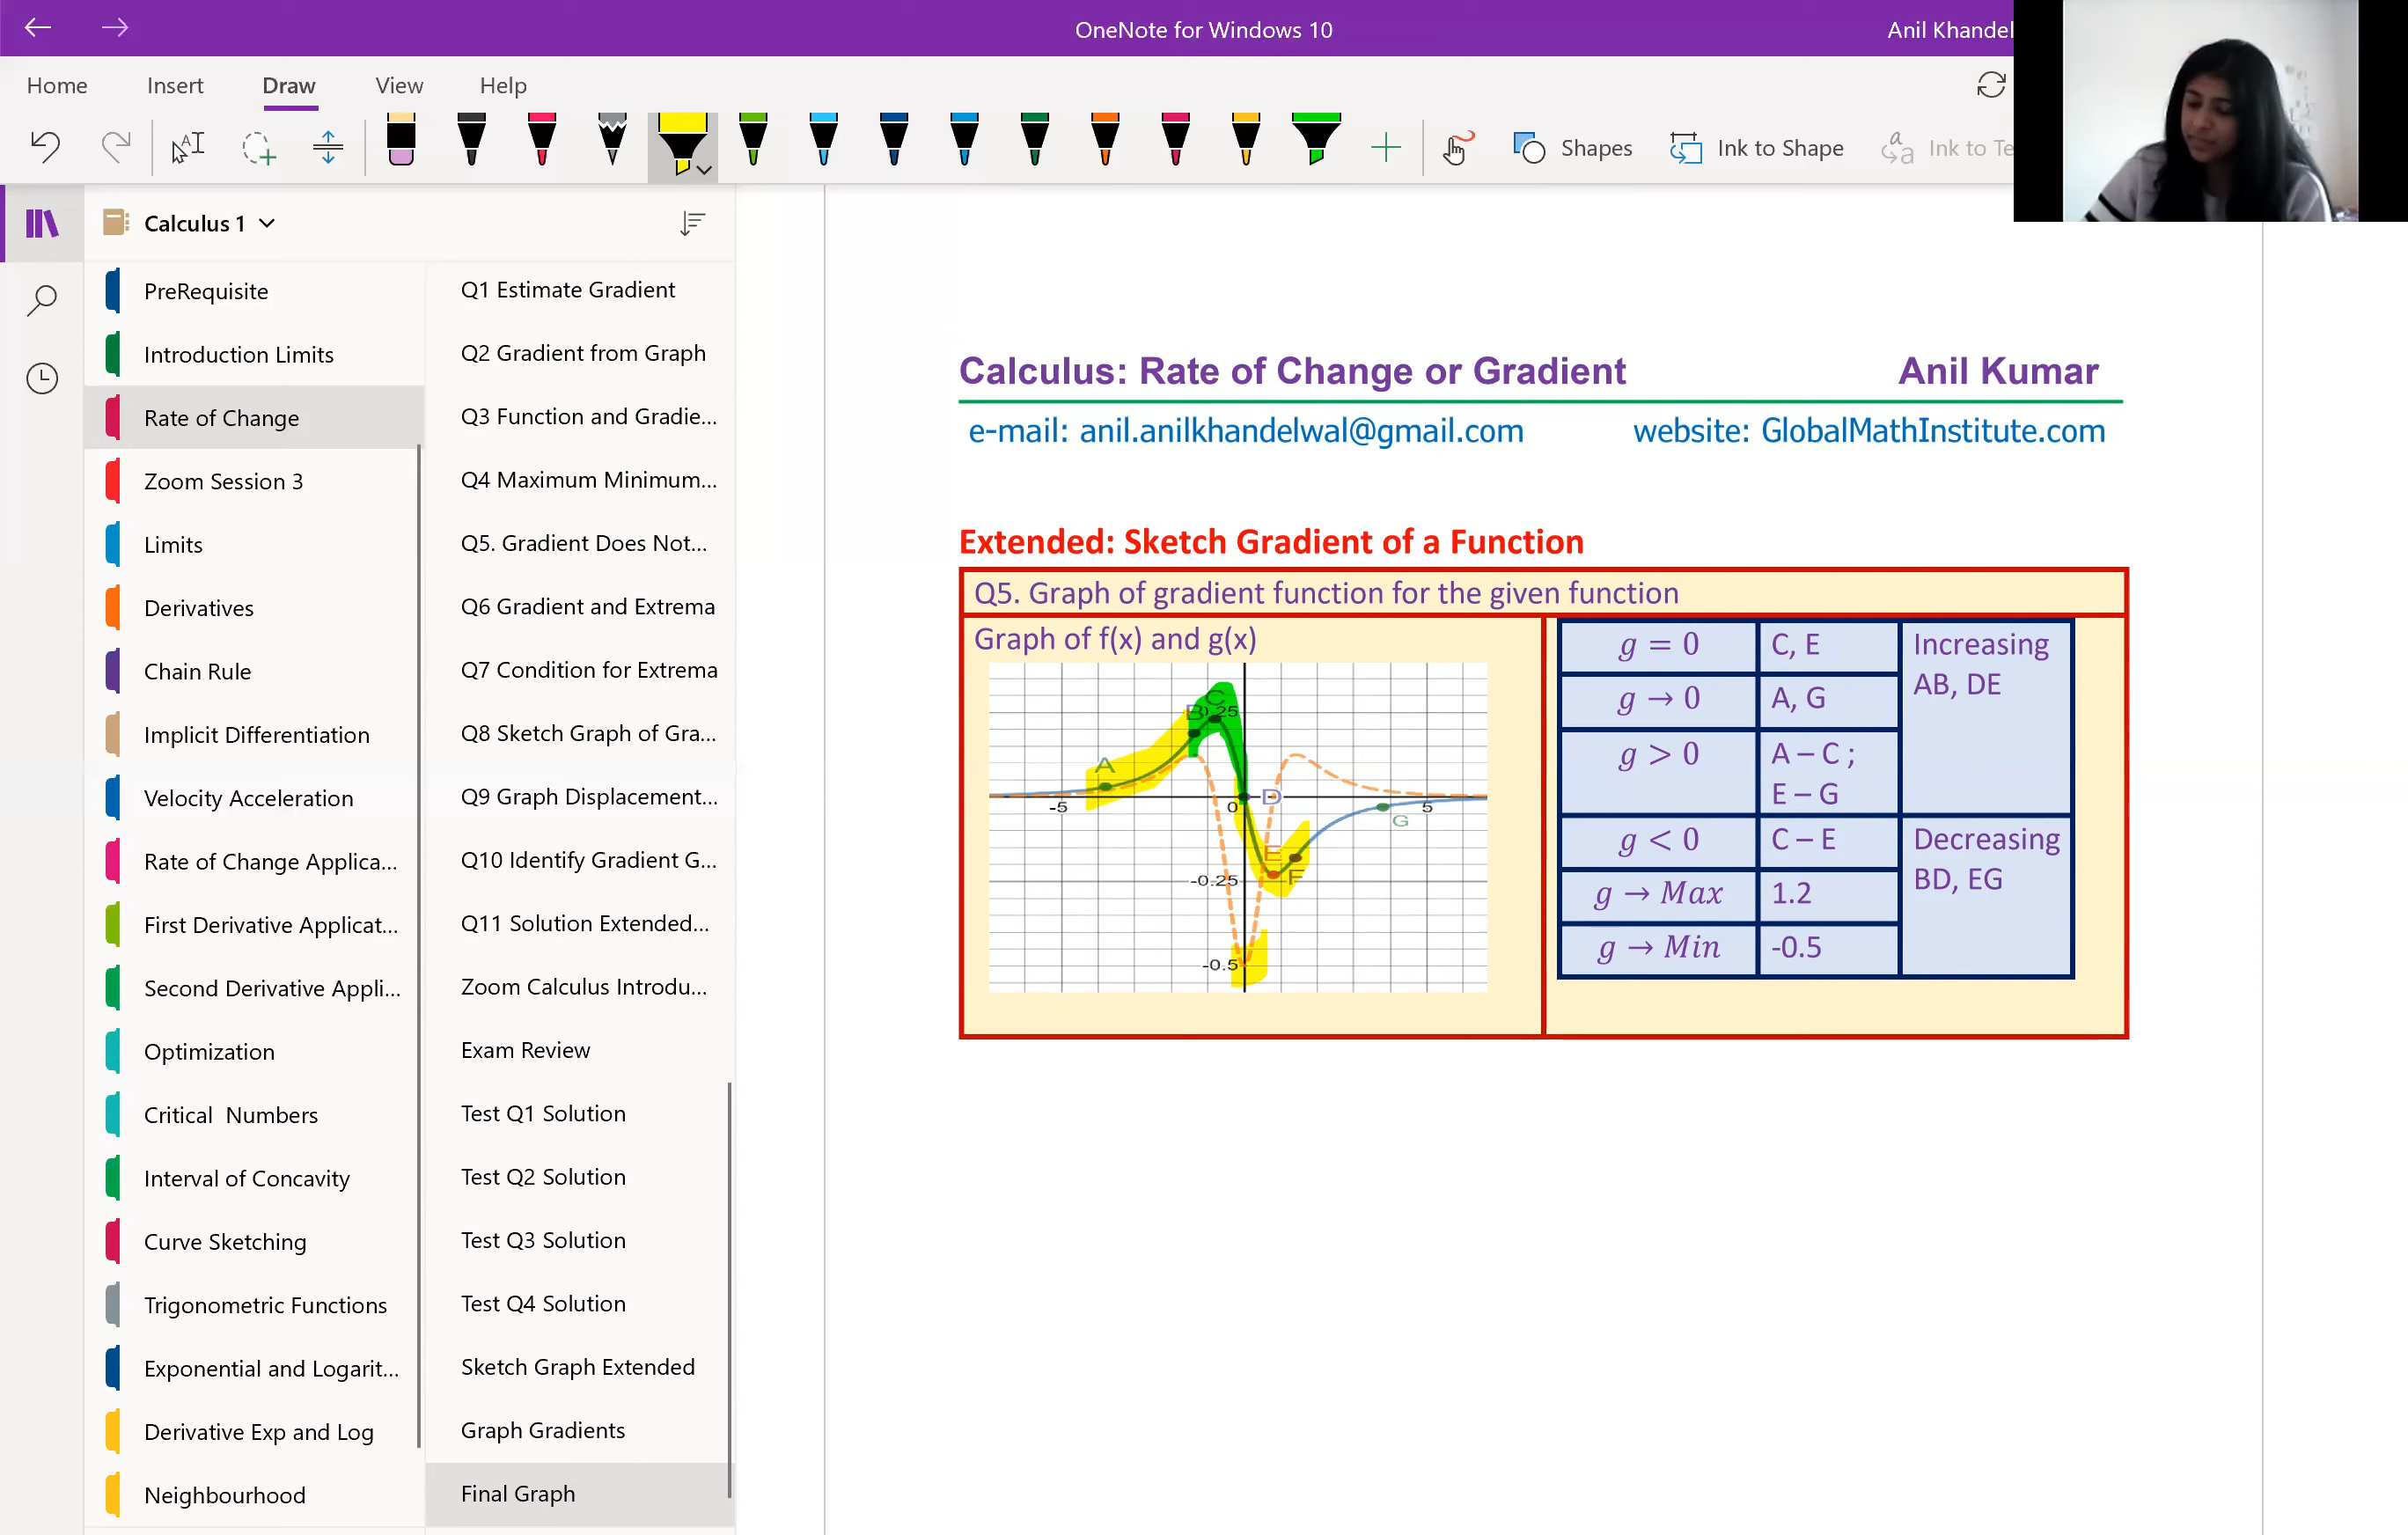 OneNote for Windows 10
Anil Khandel
Home Insert Draw View Help
Shapes Ink to Shape Ink to Te
Calculus 1
PreRequisite
Introduction Limits
Rate of Change
Zoom Session 3
Limits
Derivatives
Chain Rule
Implicit Differentiation
Velocity Acceleration
Rate of Change Applica...
First Derivative Applicat...
Second Derivative Appli...
Optimization
Critical Numbers
Interval of Concavity
Curve Sketching
Trigonometric Functions
Exponential and Logarit...
Derivative Exp and Log
Neighbourhood
Q1 Estimate Gradient
Q2 Gradient from Graph
Q3 Function and Gradie...
Q4 Maximum Minimum...
Q5. Gradient Does Not...
Q6 Gradient and Extrema
Q7 Condition for Extrema
Q8 Sketch Graph of Gra...
Q9 Graph Displacement...
Q10 Identify Gradient G...
Q11 Solution Extended...
Zoom Calculus Introdu...
Exam Review
Test Q1 Solution
Test Q2 Solution
Test Q3 Solution
Test Q4 Solution
Sketch Graph Extended
Graph Gradients
Final Graph
Calculus: Rate of Change or Gradient Anil Kumar
e-mail: anil.anilkhandelwal@gmail.com website: GlobalMathInstitute.com
Extended: Sketch Gradient of a Function
Q5. Graph of gradient function for the given function
Graph of f(x) and g(x)
C
B 0.25
A
-5 0 D 5
G
E
-0.25 F
-0.5
g = 0 C, E
g → 0 A, G
g > 0 A – C ;
E – G
g < 0 C – E
g → Max 1.2
g → Min -0.5
Increasing
AB, DE
Decreasing
BD, EG